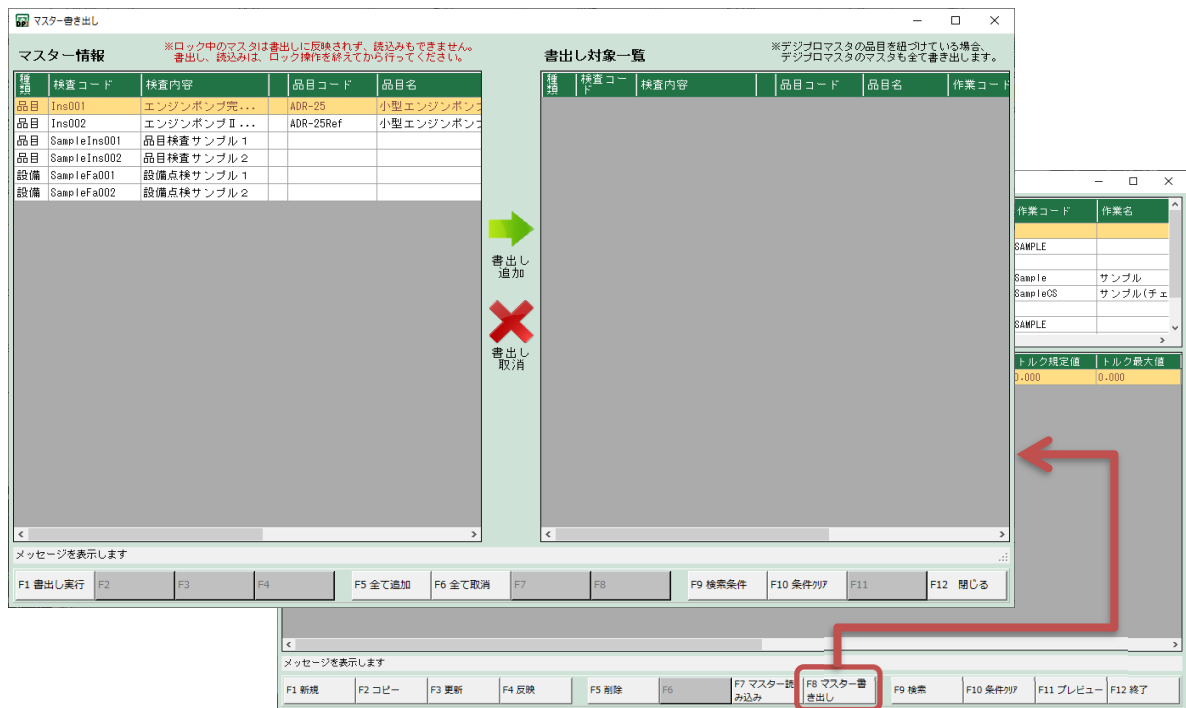 マスター書き出し
マスター情報
※ロック中のマスタは書出しに反映されず、読込みもできません。
書出し、読込みは、ロック操作を終えてから行ってください。
書出し対象一覧
※デジプロマスタの品目を紐づけている場合、
デジプロマスタのマスタも全て書き出します。
種類 検査コード 検査内容 品目コード 品目名
品目 Ins001 エンジンポンプ完... ADR-25 小型エンジンポンプ
品目 Ins002 エンジンポンプⅡ... ADR-25Ref 小型エンジンポンプ
品目 SampleIns001 品目検査サンプル1
品目 SampleIns002 品目検査サンプル2
設備 SampleFa001 設備点検サンプル1
設備 SampleFa002 設備点検サンプル2
書出し
追加
書出し
取消
種類 検査コード 検査内容 品目コード 品目名 作業コード
メッセージを表示します
F1 書出し実行 F2 F3 F4 F5 全て追加 F6 全て取消 F7 F8 F9 検索条件 F10 条件クリア F11 F12 閉じる
作業コード 作業名
SAMPLE
Sample サンプル
SampleCS サンプル(チェ
SAMPLE
トルク規定値 トルク最大値
0.000 0.000
メッセージを表示します
F1 新規 F2 コピー F3 更新 F4 反映 F5 削除 F6 F7 マスター読み込み F8 マスター書き出し F9 検索 F10 条件クリア F11 プレビュー F12 終了